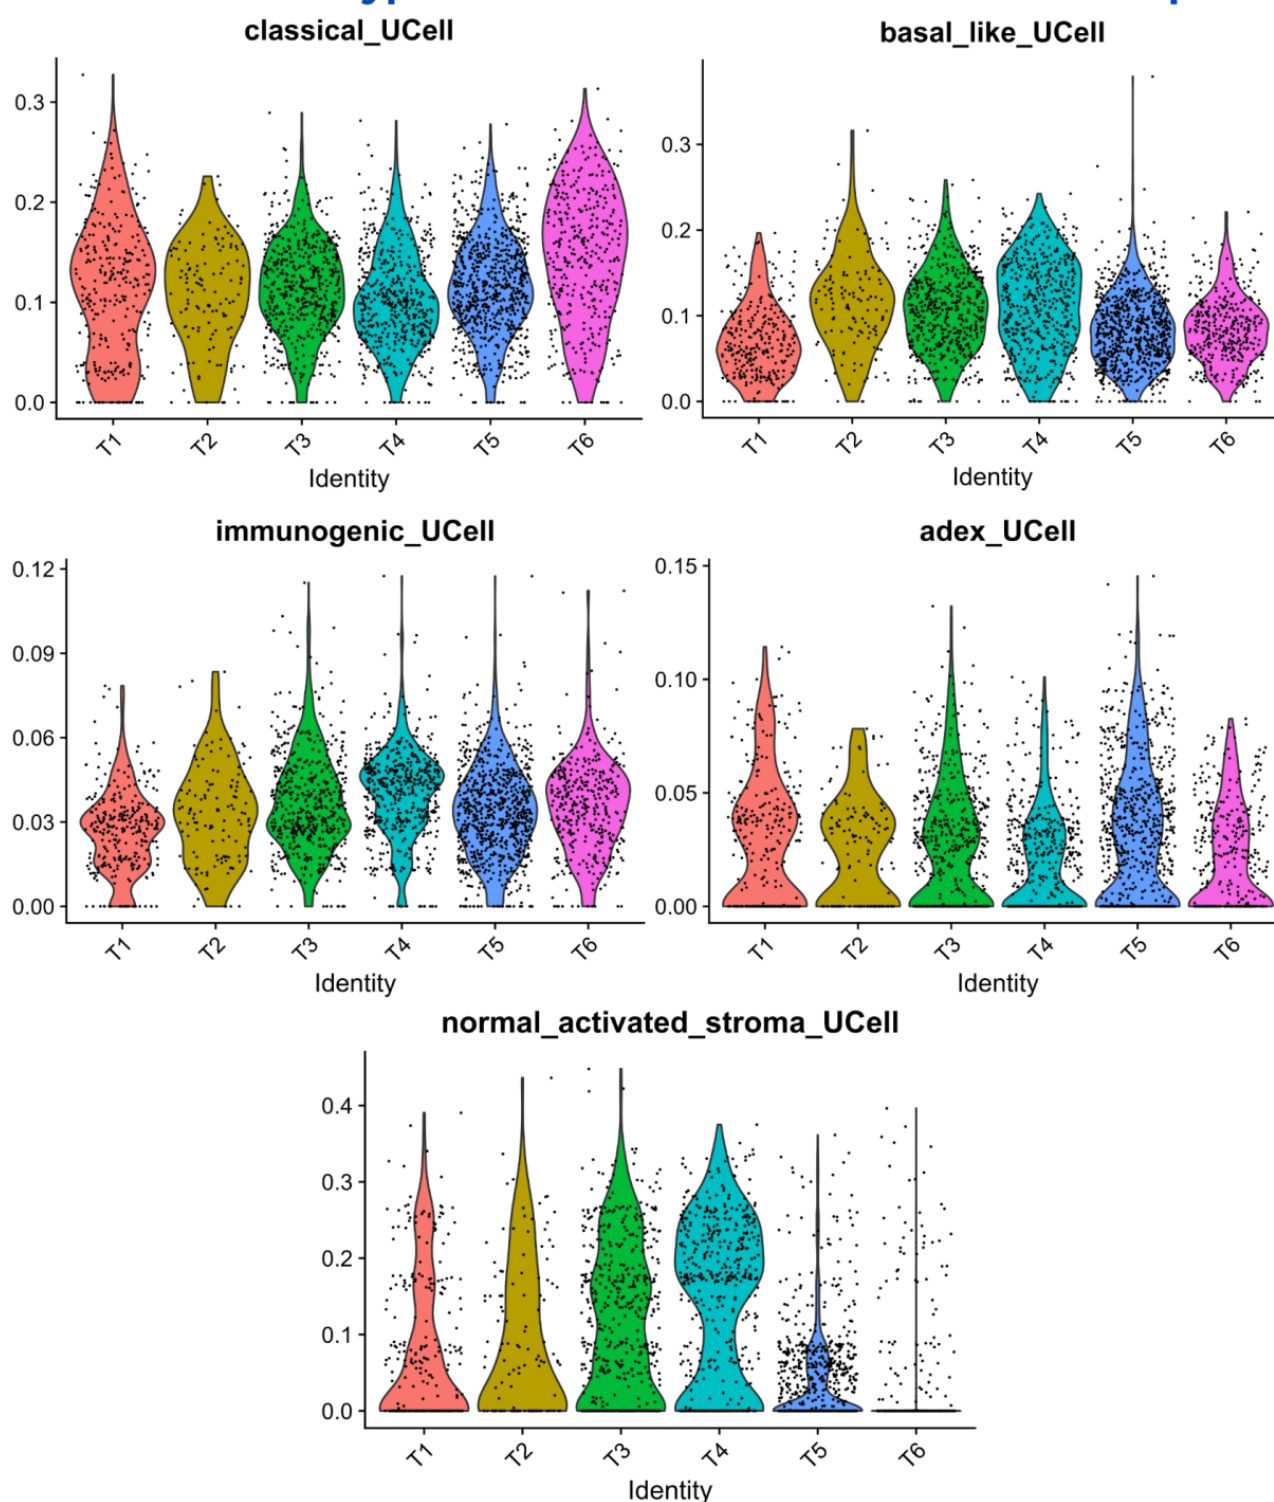 classical_UCell
0.3
0.2
0.1
0.0
T1 T2 T3 T4 T5 T6
Identity
basal_like_UCell
0.3
0.2
0.1
0.0
T1 T2 T3 T4 T5 T6
Identity
immunogenic_UCell
0.12
0.09
0.06
0.03
0.00
T1 T2 T3 T4 T5 T6
Identity
adex_UCell
0.15
0.10
0.05
0.00
T1 T2 T3 T4 T5 T6
Identity
normal_activated_stroma_UCell
0.4
0.3
0.2
0.1
0.0
T1 T2 T3 T4 T5 T6
Identity